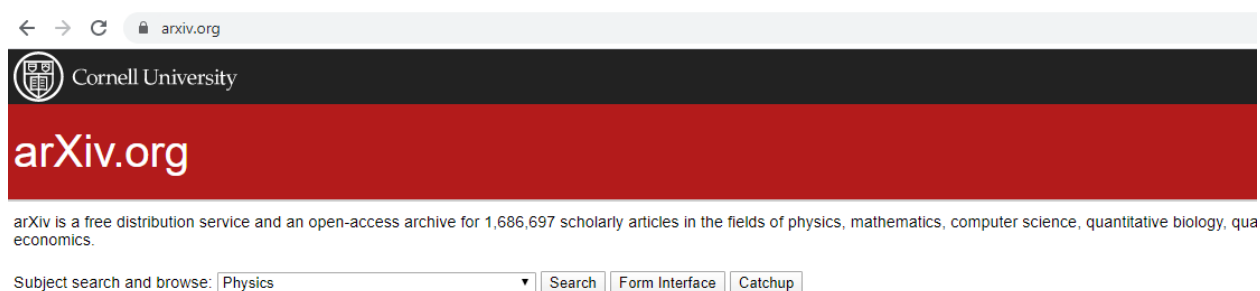 arxiv.org
Cornell University
arXiv.org
arXiv is a free distribution service and an open-access archive for 1,686,697 scholarly articles in the fields of physics, mathematics, computer science, quantitative biology, qua
economics.
Subject search and browse: Physics Search Form Interface Catchup